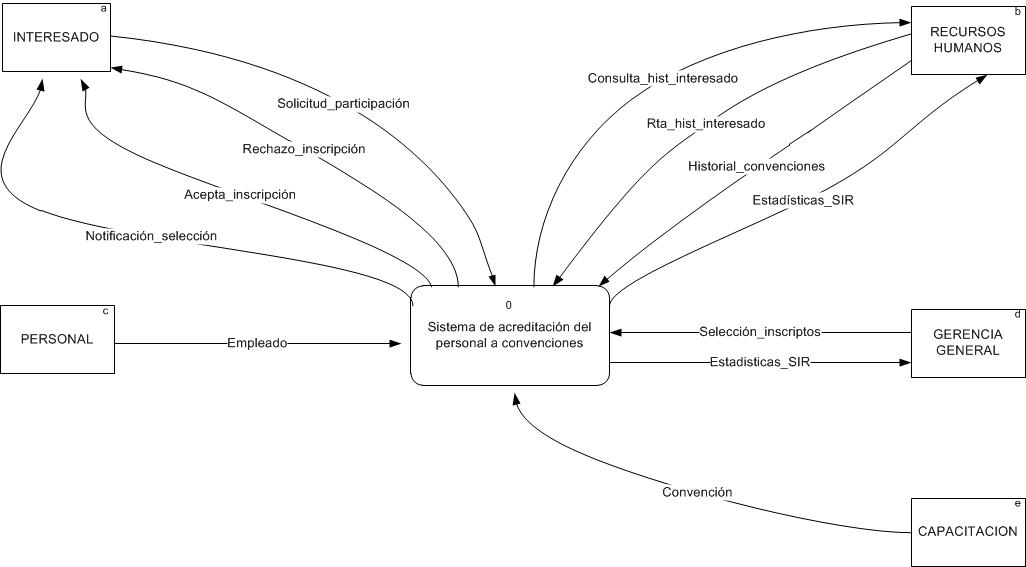 a
INTERESADO
b
RECURSOS
HUMANOS
Consulta_hist_interesado
Solicitud_participación
Rta_hist_interesado
Rechazo_inscripción
Historial_convenciones
Acepta_inscripción
Estadísticas_SIR
Notificación_selección
c
PERSONAL
Empleado
0
Sistema de acreditación del
personal a convenciones
Selección_inscriptos
Estadisticas_SIR
d
GERENCIA
GENERAL
Convención
e
CAPACITACION